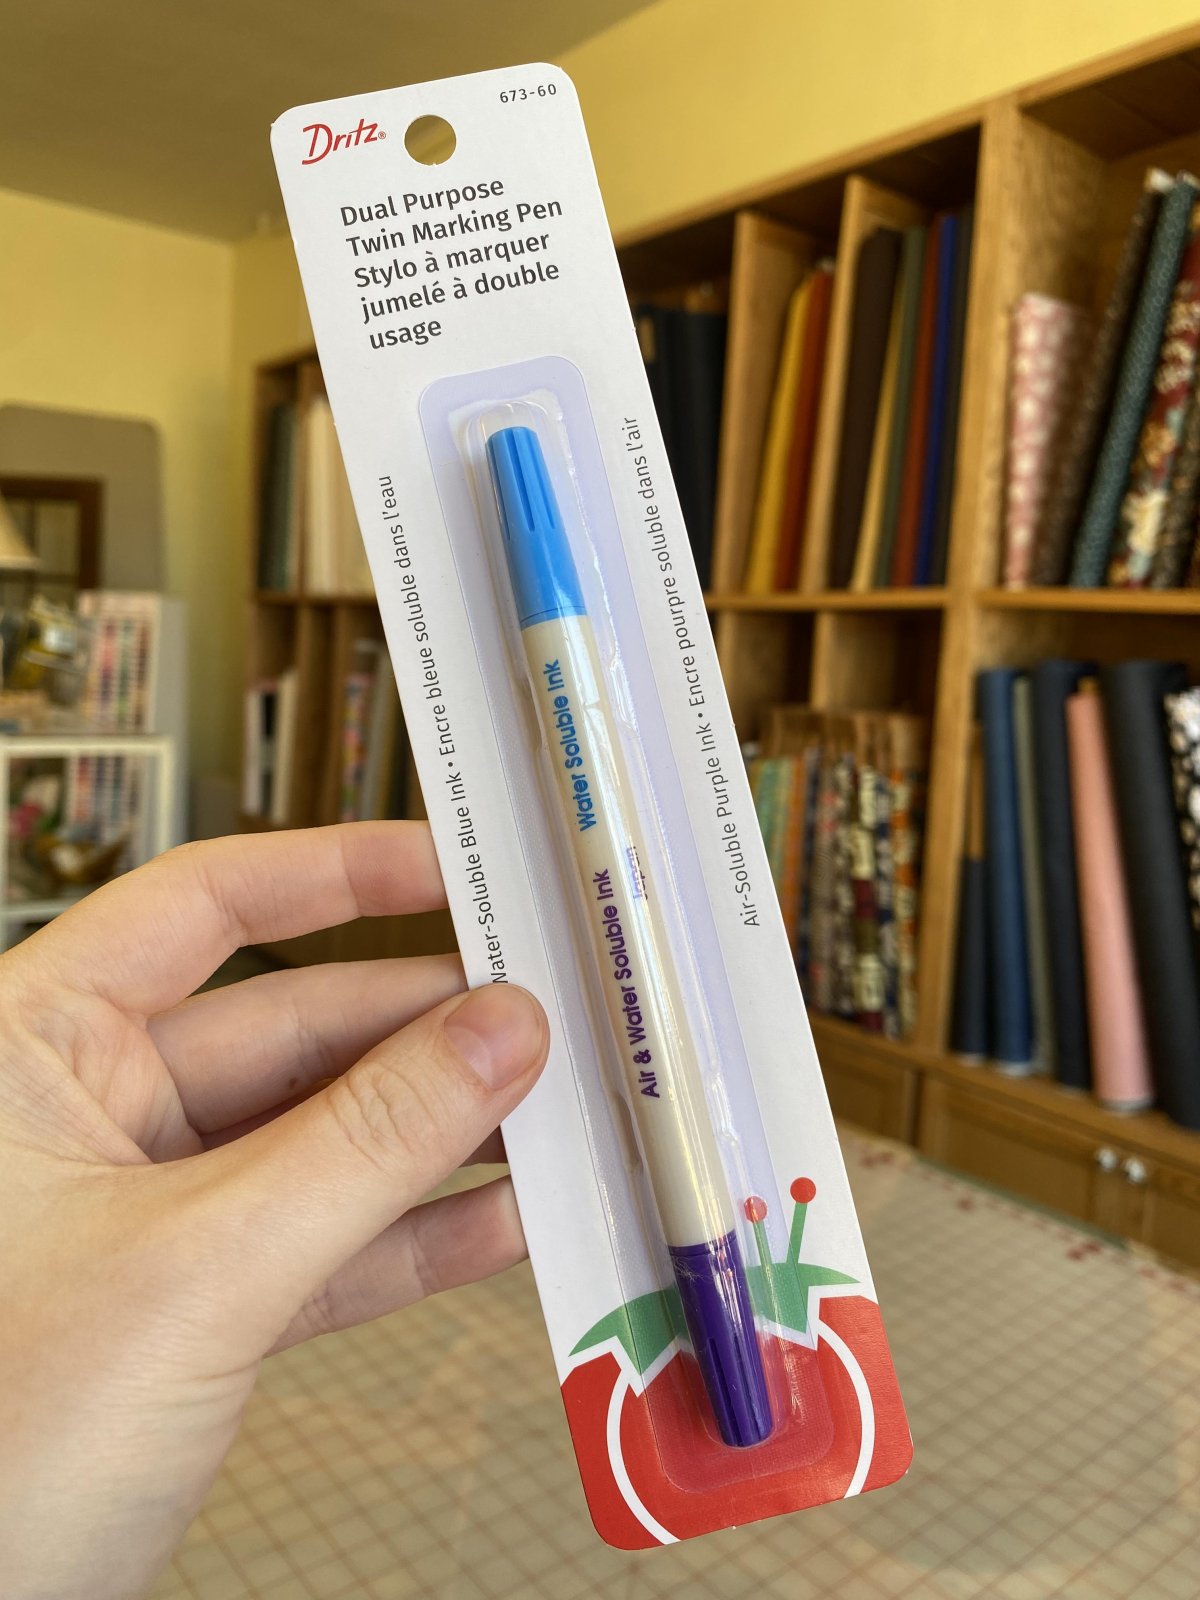 Dritz®
673-60
Dual Purpose
Twin Marking Pen
Stylo à marquer
jumelé à double
usage
Water-Soluble Blue Ink • Encre bleue soluble dans l'eau
Air-Soluble Purple Ink • Encre pourpre soluble dans l'air
Water Soluble Ink
Air & Water Soluble Ink
Japan